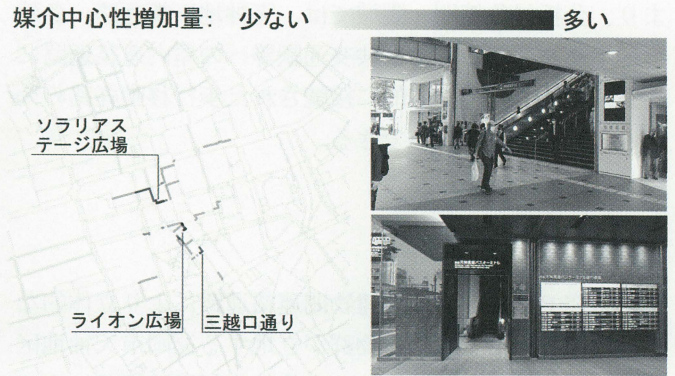 媒介中心性増加量： 少ない 多い
ソラリアス
テージ広場
ライオン広場
三越口通り